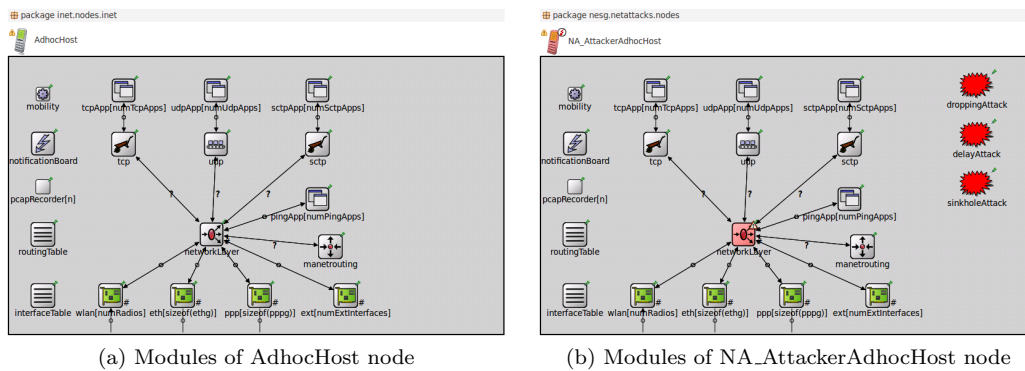 package inet.nodes.inet
AdhocHost
tcpApp[numTcpApps] udpApp[numUdpApps] sctpApp[numSctpApps]
mobility
notificationBoard tcp udp sctp
pcapRecorder[n]
? ? ?
pingApp[numPingApps]
routingTable networkLayer ? manetrouting
# # # #
interfaceTable wlan[numRadios] eth[sizeof(ethg)] ppp[sizeof(pppg)] ext[numExtInterfaces]
(a) Modules of AdhocHost node
package nesg.netattacks.nodes
NA_AttackerAdhocHost
tcpApp[numTcpApps] udpApp[numUdpApps] sctpApp[numSctpApps] droppingAttack
mobility
notificationBoard tcp udp sctp delayAttack
pcapRecorder[n] sinkholeAttack
? ? ?
pingApp[numPingApps]
routingTable networkLayer ? manetrouting
# # # #
interfaceTable wlan[numRadios] eth[sizeof(ethg)] ppp[sizeof(pppg)] ext[numExtInterfaces]
(b) Modules of NA_AttackerAdhocHost node